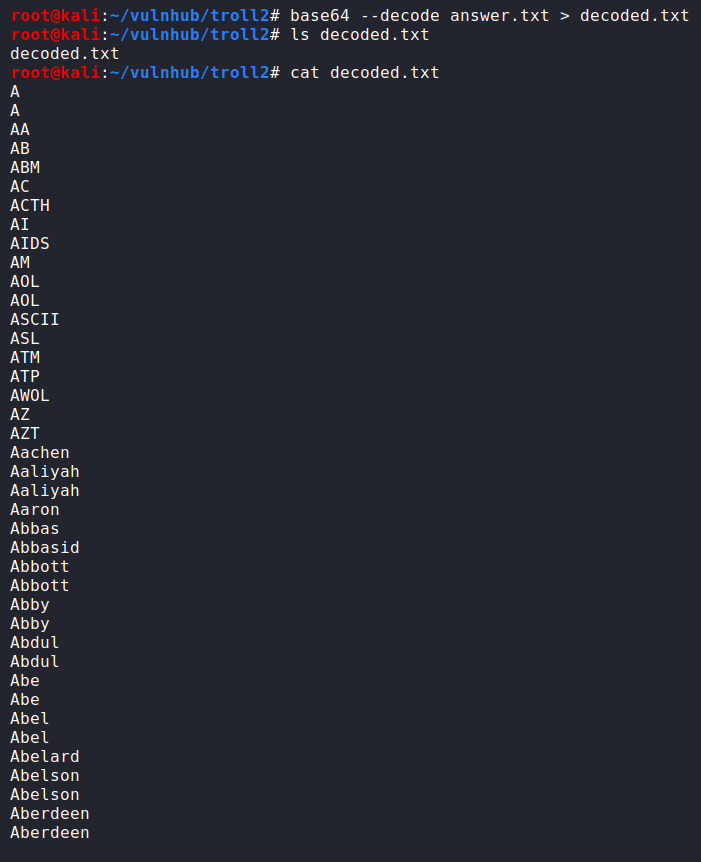 root@kali:~/vulnhub/troll2# base64 --decode answer.txt > decoded.txt
root@kali:~/vulnhub/troll2# ls decoded.txt
decoded.txt
root@kali:~/vulnhub/troll2# cat decoded.txt
A
A
AA
AB
ABM
AC
ACTH
AI
AIDS
AM
AOL
AOL
ASCII
ASL
ATM
ATP
AWOL
AZ
AZT
Aachen
Aaliyah
Aaliyah
Aaron
Abbas
Abbasid
Abbott
Abbott
Abby
Abby
Abdul
Abdul
Abe
Abe
Abel
Abel
Abelard
Abelson
Abelson
Aberdeen
Aberdeen